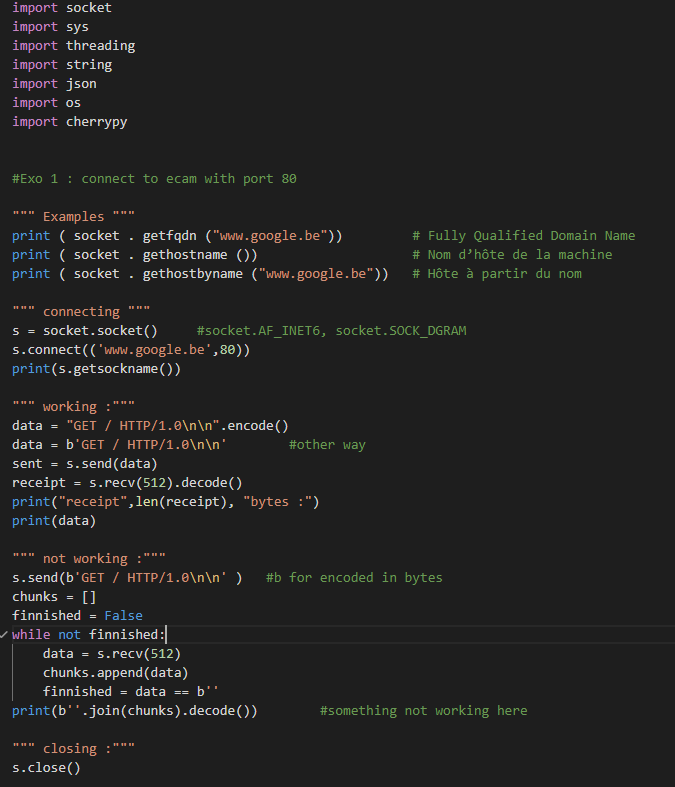 import socket
import sys
import threading
import string
import json
import os
import cherrypy
#Exo 1 : connect to ecam with port 80
""" Examples """
print ( socket . getfqdn ("www.google.be")) # Fully Qualified Domain Name
print ( socket . gethostname ()) # Nom d’hôte de la machine
print ( socket . gethostbyname ("www.google.be")) # Hôte à partir du nom
""" connecting """
s = socket.socket() #socket.AF_INET6, socket.SOCK_DGRAM
s.connect(('www.google.be',80))
print(s.getsockname())
""" working :"""
data = "GET / HTTP/1.0\n\n".encode()
data = b'GET / HTTP/1.0\n\n' #other way
sent = s.send(data)
receipt = s.recv(512).decode()
print("receipt",len(receipt), "bytes :")
print(data)
""" not working :"""
s.send(b'GET / HTTP/1.0\n\n' ) #b for encoded in bytes
chunks = []
finnished = False
while not finnished:
    data = s.recv(512)
    chunks.append(data)
    finnished = data == b''
print(b''.join(chunks).decode()) #something not working here
""" closing :"""
s.close()